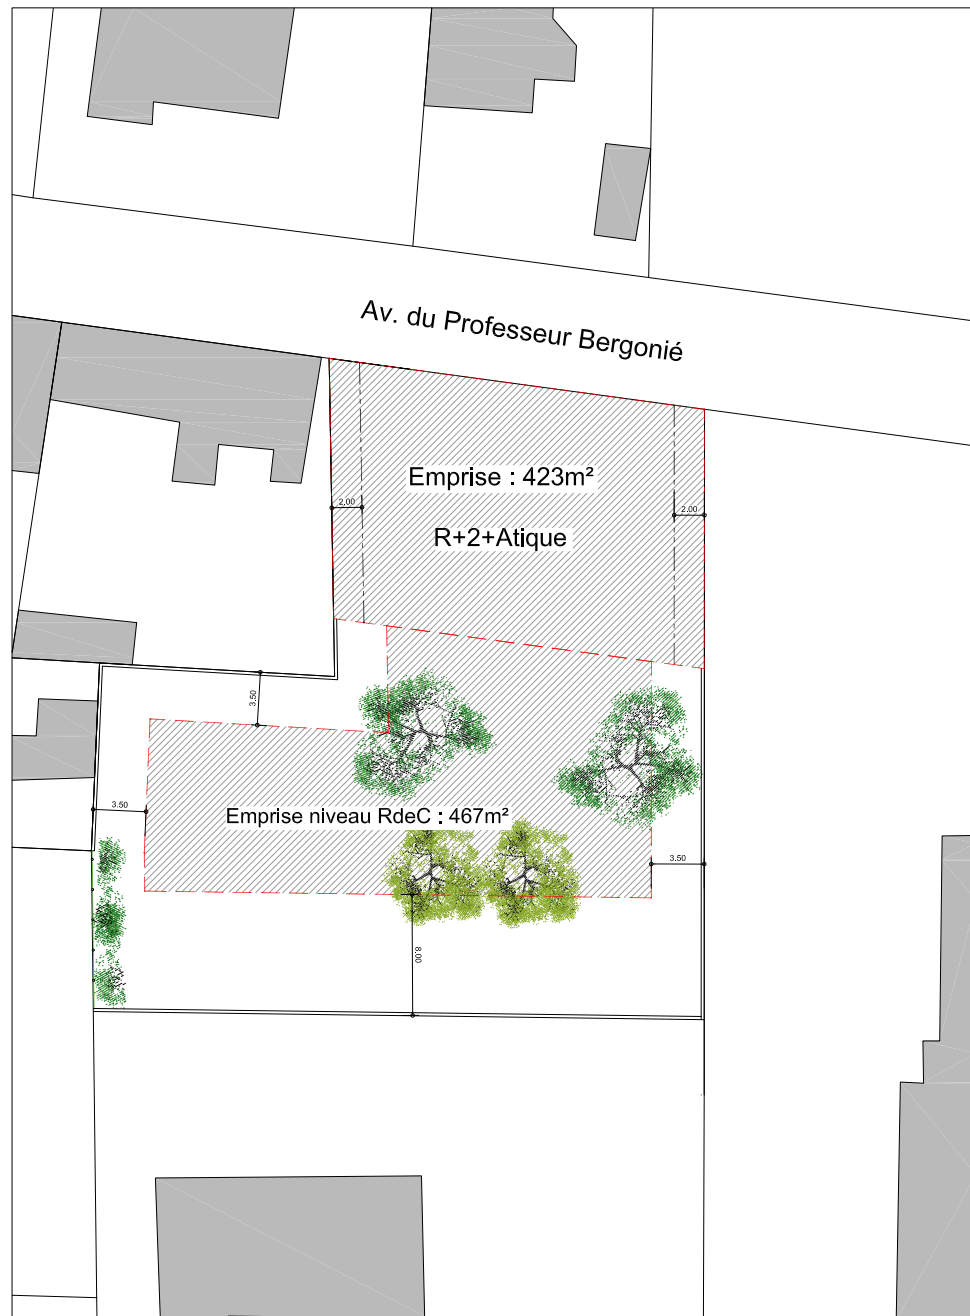 Av. du Professeur Bergonié
Emprise : 423m²
2.00
2.00
R+2+Atique
3.50
3.50
Emprise niveau RdeC : 467m²
3.50
8.00